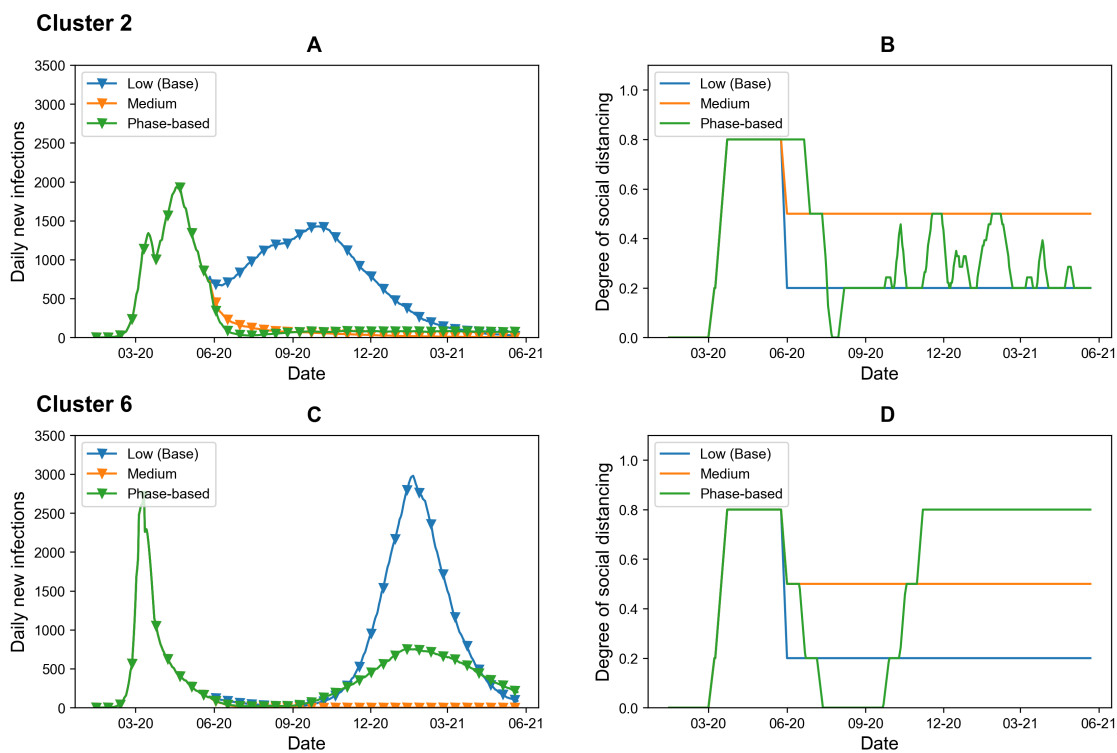 Cluster 2
A
B
3500
3000
2500
2000
1500
1000
500
0
Daily new infections
Low (Base)
Medium
Phase-based
03-20 06-20 09-20 12-20 03-21 06-21
Date
1.0
0.8
0.6
0.4
0.2
0.0
Degree of social distancing
Low (Base)
Medium
Phase-based
03-20 06-20 09-20 12-20 03-21 06-21
Date
Cluster 6
C
D
3500
3000
2500
2000
1500
1000
500
0
Daily new infections
Low (Base)
Medium
Phase-based
03-20 06-20 09-20 12-20 03-21 06-21
Date
1.0
0.8
0.6
0.4
0.2
0.0
Degree of social distancing
Low (Base)
Medium
Phase-based
03-20 06-20 09-20 12-20 03-21 06-21
Date